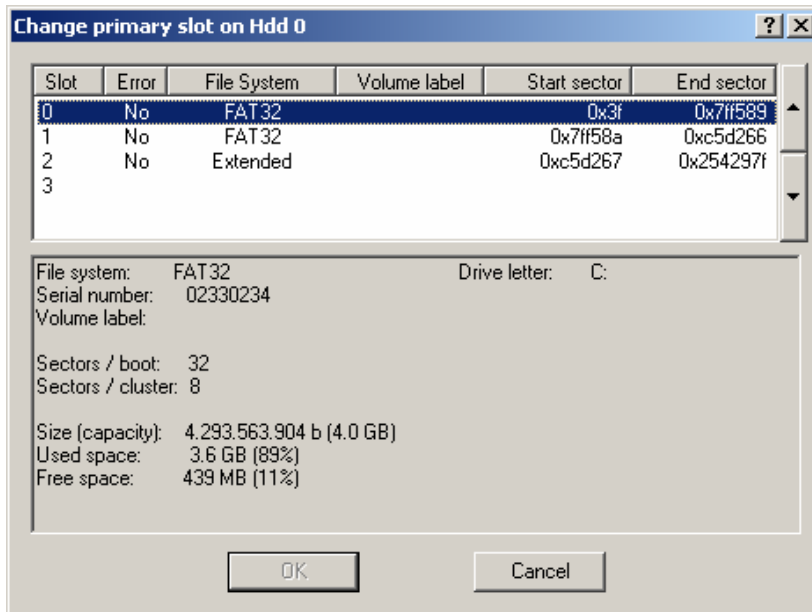 Change primary slot on Hdd 0
Slot Error File System Volume label Start sector End sector
0 No FAT32 0x3f 0x7ff589
1 No FAT32 0x7ff58a 0xc5d266
2 No Extended 0xc5d267 0x254297f
3
File system: FAT32 Drive letter: C:
Serial number: 02330234
Volume label:
Sectors / boot: 32
Sectors / cluster: 8
Size (capacity): 4.293.563.904 b (4.0 GB)
Used space: 3.6 GB (89%)
Free space: 439 MB (11%)
OK Cancel